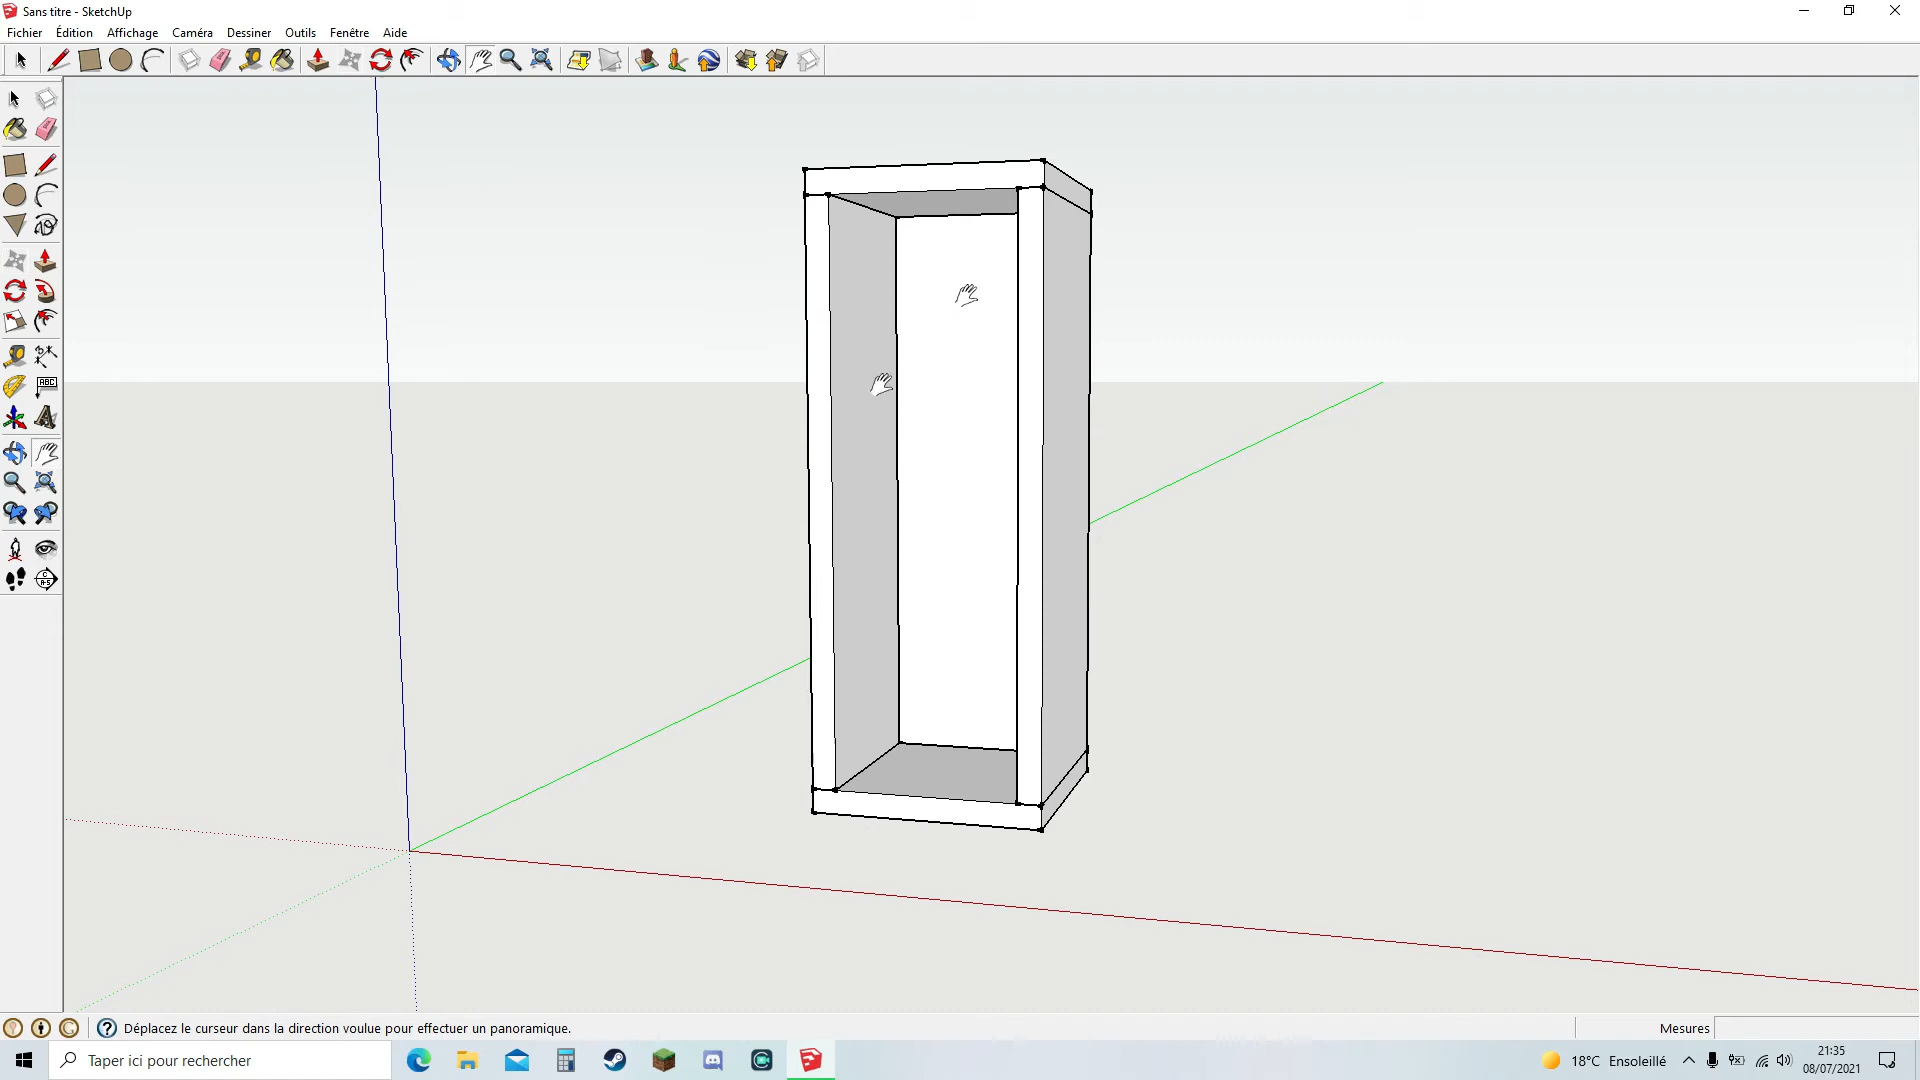 Sans titre - SketchUp
Fichier Édition Affichage Caméra Dessiner Outils Fenêtre Aide
ABC
Déplacez le curseur dans la direction voulue pour effectuer un panoramique.
Mesures
Taper ici pour rechercher
18°C Ensoleillé
21:35
08/07/2021